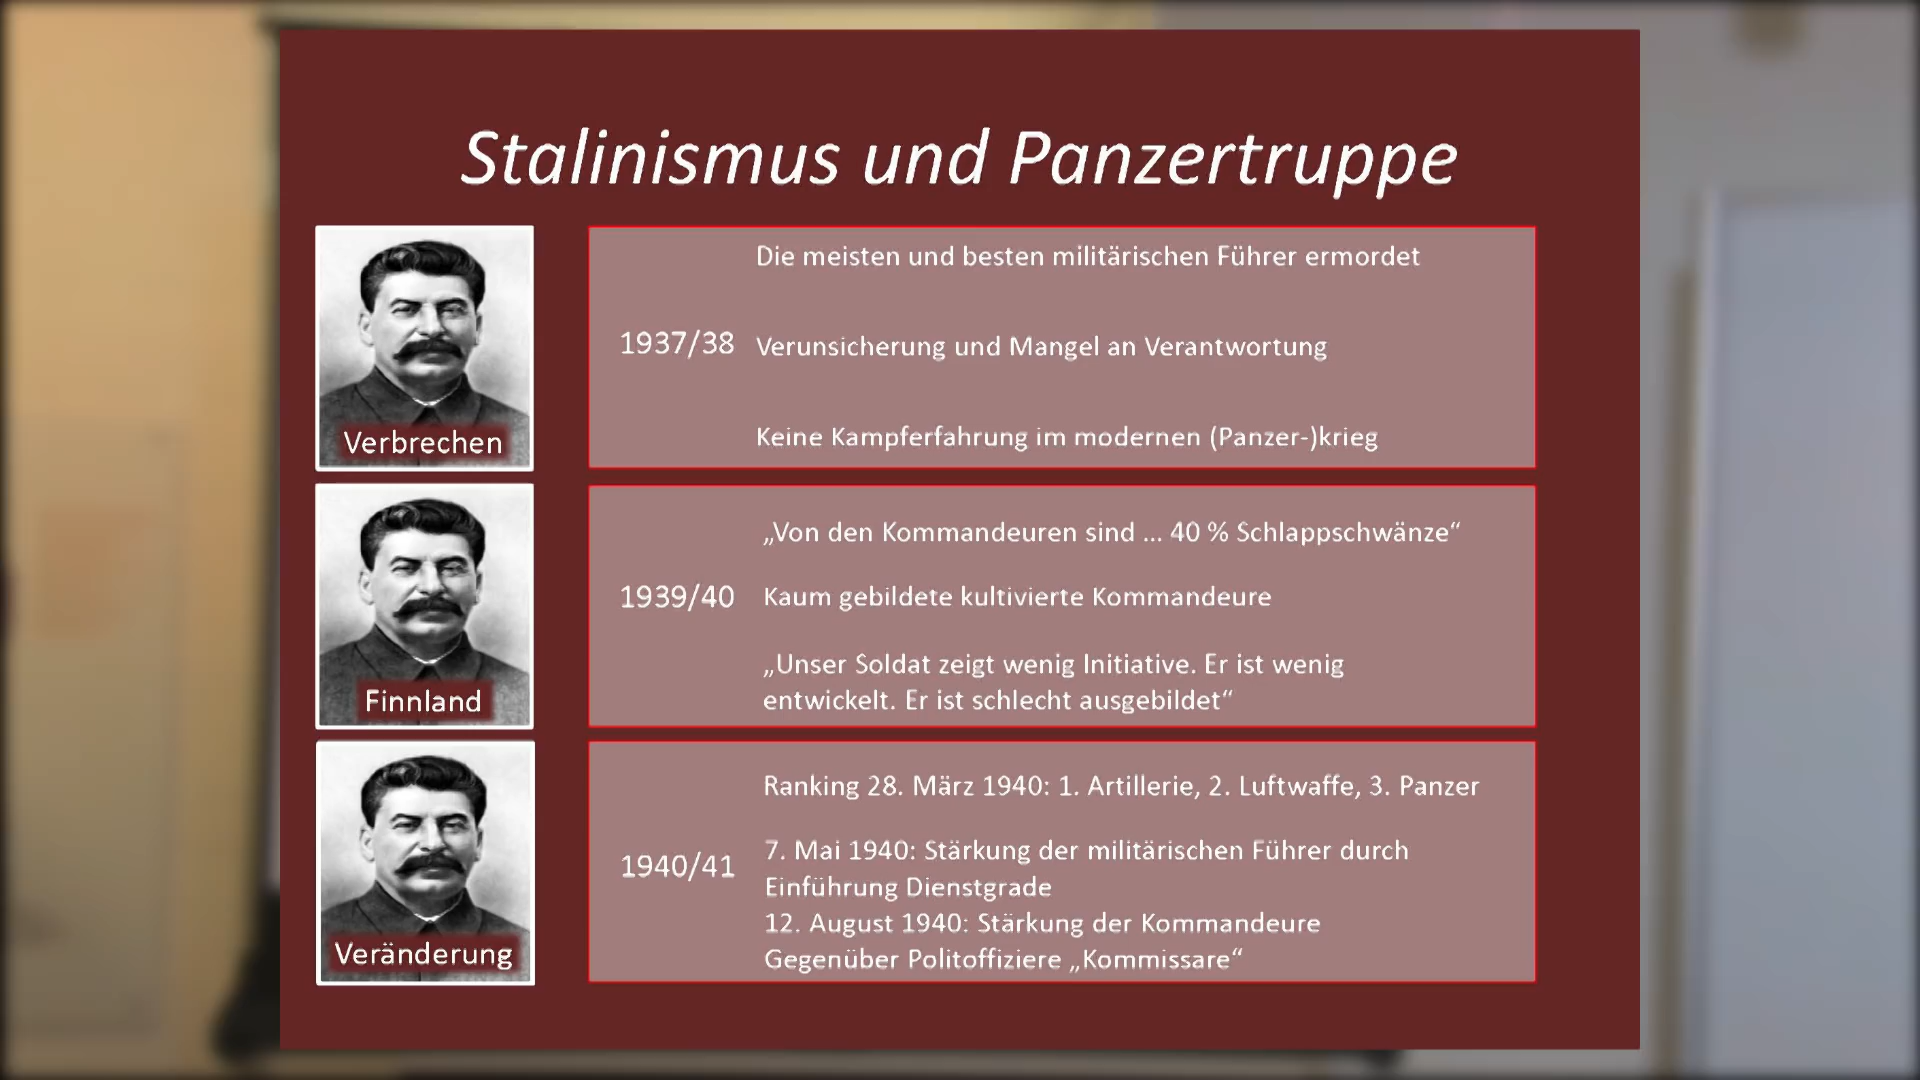 Stalinismus und Panzertruppe
Verbrechen
1937/38
Die meisten und besten militärischen Führer ermordet
Verunsicherung und Mangel an Verantwortung
Keine Kampferfahrung im modernen (Panzer-)krieg
Finnland
1939/40
„Von den Kommandeuren sind ... 40 % Schlappschwänze“
Kaum gebildete kultivierte Kommandeure
„Unser Soldat zeigt wenig Initiative. Er ist wenig
entwickelt. Er ist schlecht ausgebildet“
Veränderung
1940/41
Ranking 28. März 1940: 1. Artillerie, 2. Luftwaffe, 3. Panzer
7. Mai 1940: Stärkung der militärischen Führer durch
Einführung Dienstgrade
12. August 1940: Stärkung der Kommandeure
Gegenüber Politoffiziere „Kommissare“